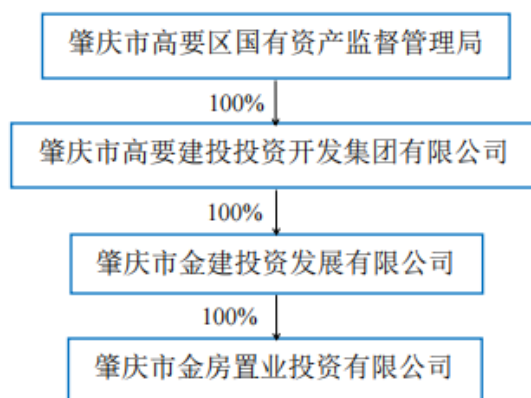 肇庆市高要区国有资产监督管理局
100%
肇庆市高要建投投资开发集团有限公司
100%
肇庆市金建投资发展有限公司
100%
肇庆市金房置业投资有限公司